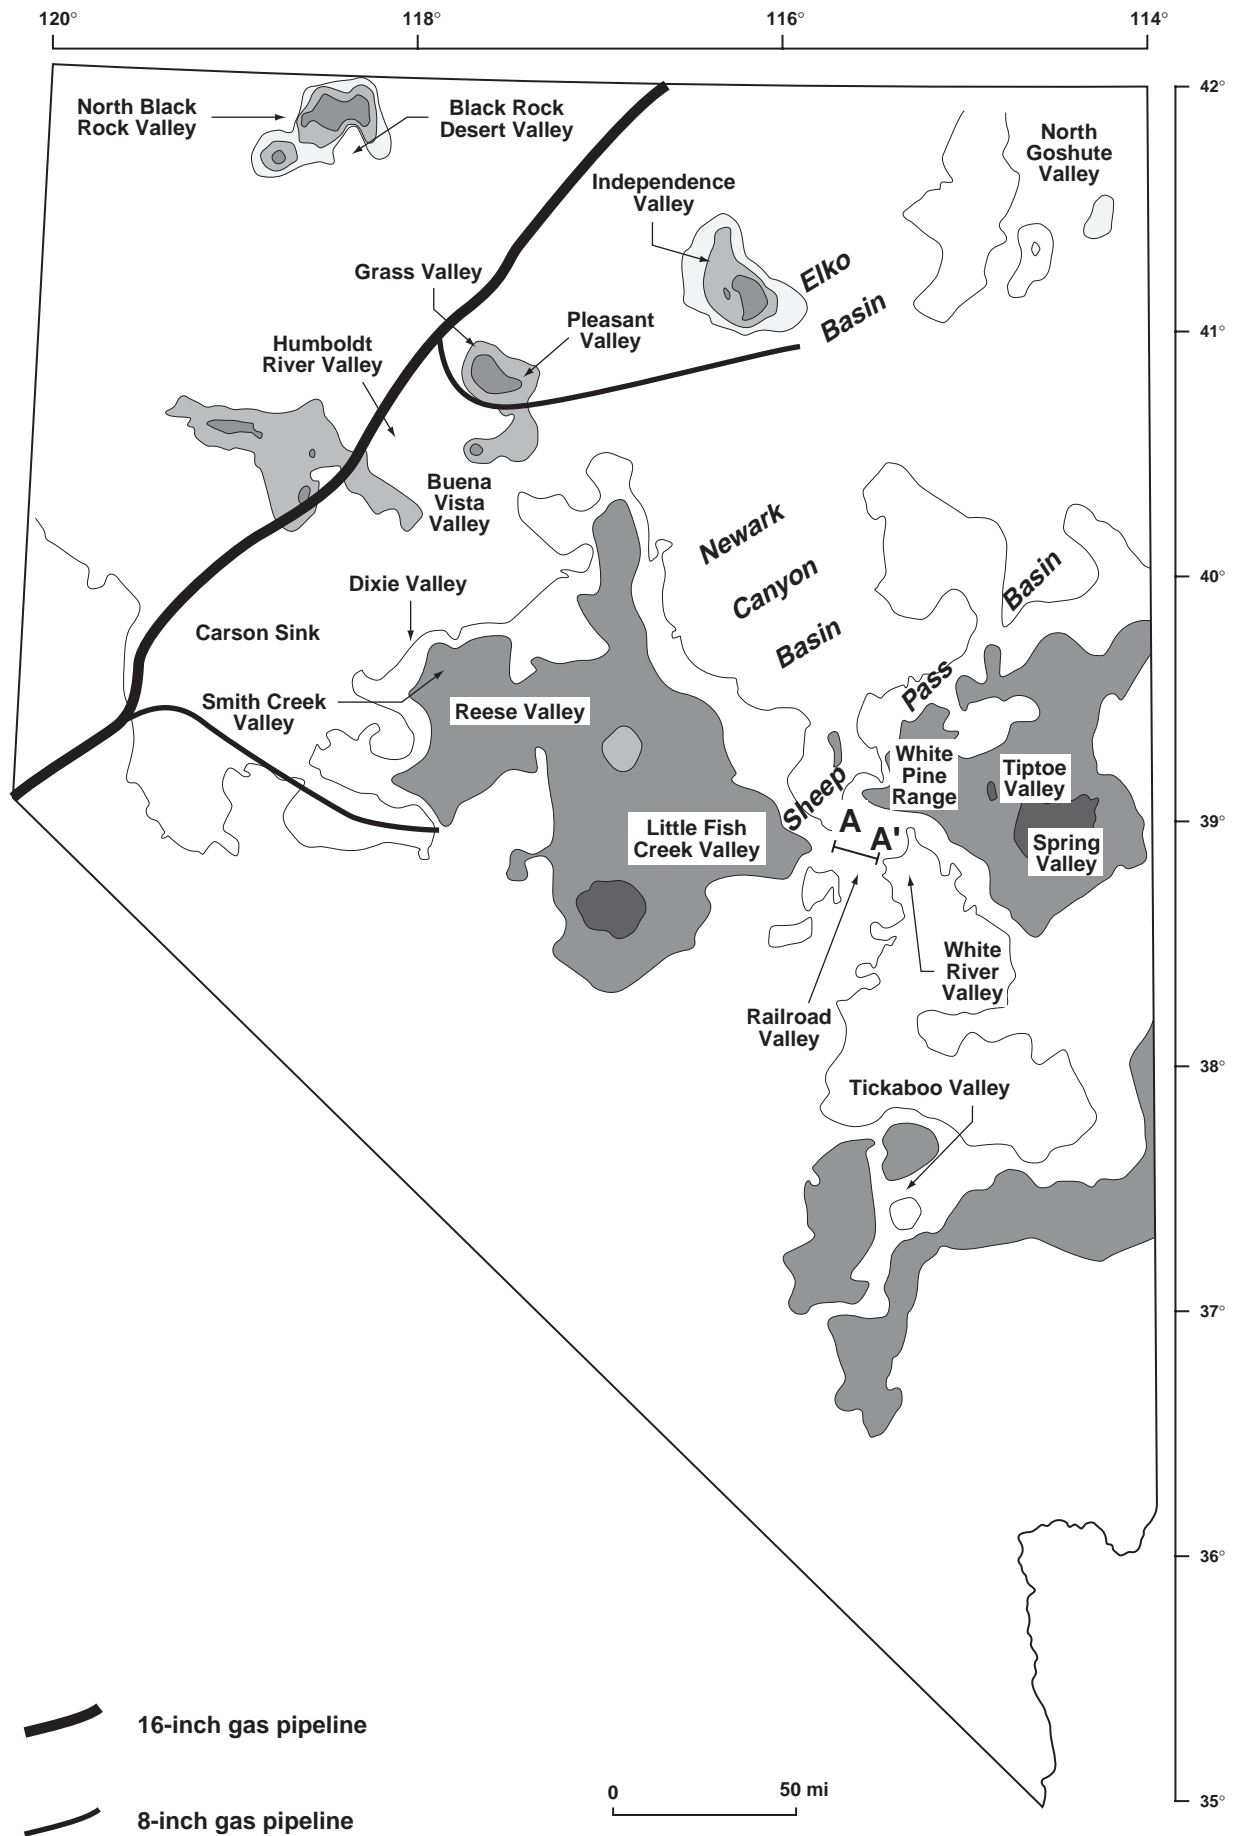 120°
118°
116°
114°
42°
North Black
Rock Valley
Black Rock
Desert Valley
North
Goshute
Valley
Independence
Valley
Grass Valley
Elko
Basin
Pleasant
Valley
41°
Humboldt
River Valley
Buena
Vista
Valley
Newark
Canyon
Basin
40°
Dixie Valley
Carson Sink
Sheep
Pass
Basin
Smith Creek
Valley
Reese Valley
White
Pine
Range
Tiptoe
Valley
Little Fish
Creek Valley
A
A'
39°
Spring
Valley
White
River
Valley
Railroad
Valley
38°
Tickaboo Valley
37°
36°
16-inch gas pipeline
0
50 mi
35°
8-inch gas pipeline